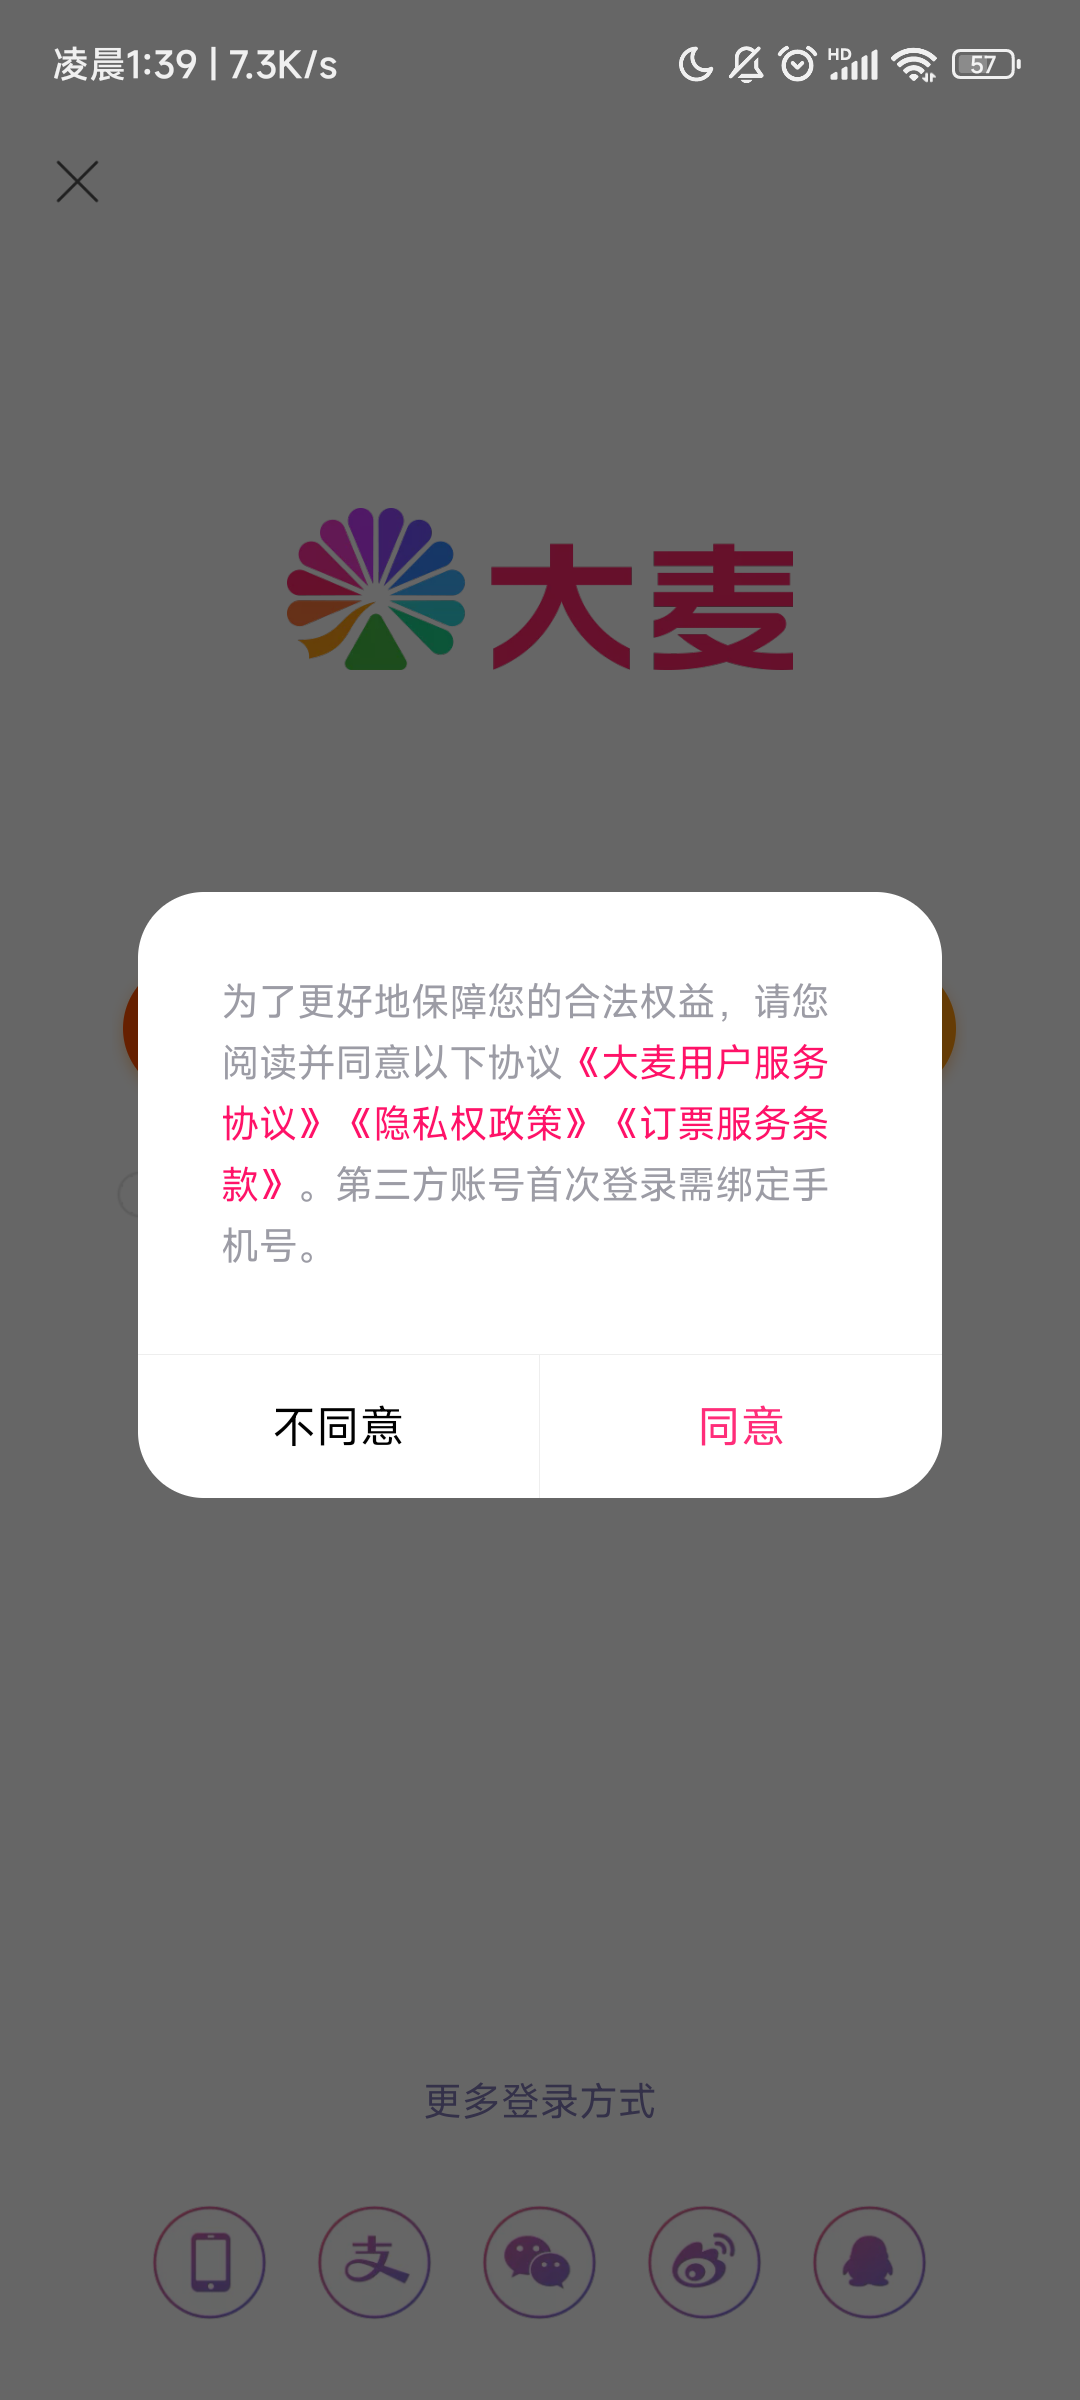 凌晨1:39 | 7.3K/s
HD
57
大麦
为了更好地保障您的合法权益，请您
阅读并同意以下协议《大麦用户服务
协议》《隐私权政策》《订票服务条
款》。第三方账号首次登录需绑定手
机号。
不同意
同意
更多登录方式
支